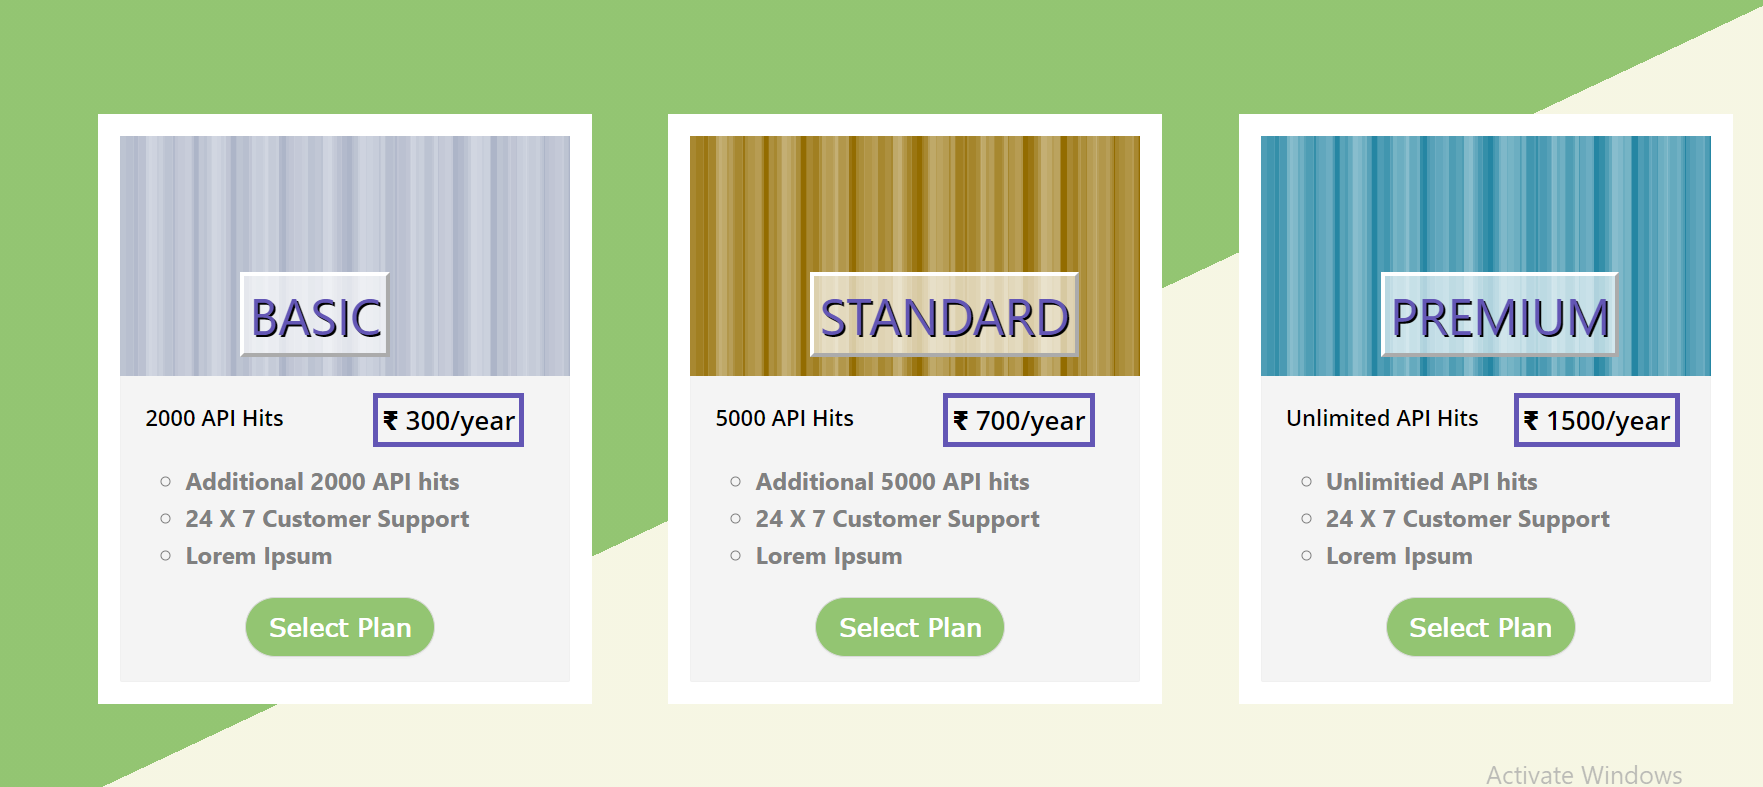 BASIC
2000 API Hits
₹ 300/year
Additional 2000 API hits
24 X 7 Customer Support
Lorem Ipsum
Select Plan
STANDARD
5000 API Hits
₹ 700/year
Additional 5000 API hits
24 X 7 Customer Support
Lorem Ipsum
Select Plan
PREMIUM
Unlimited API Hits
₹ 1500/year
Unlimitied API hits
24 X 7 Customer Support
Lorem Ipsum
Select Plan
Activate Windows